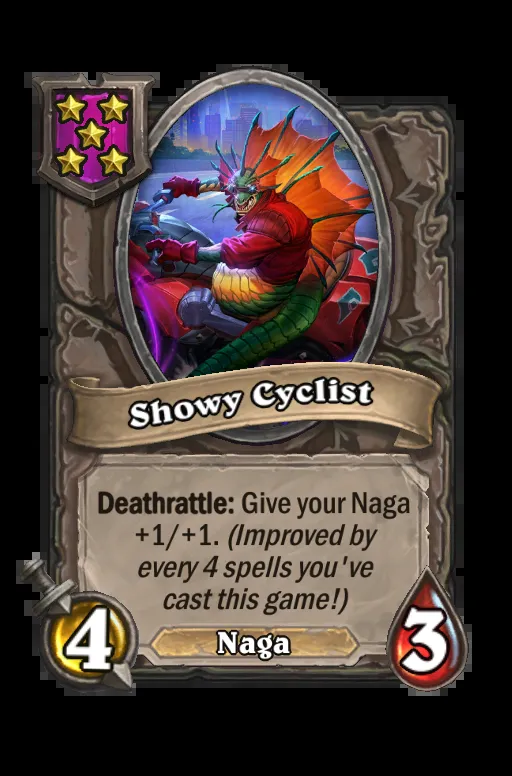 Showy Cyclist
Deathrattle: Give your Naga
+1/+1. (Improved by
every 4 spells you've
cast this game!)
4
Naga
3